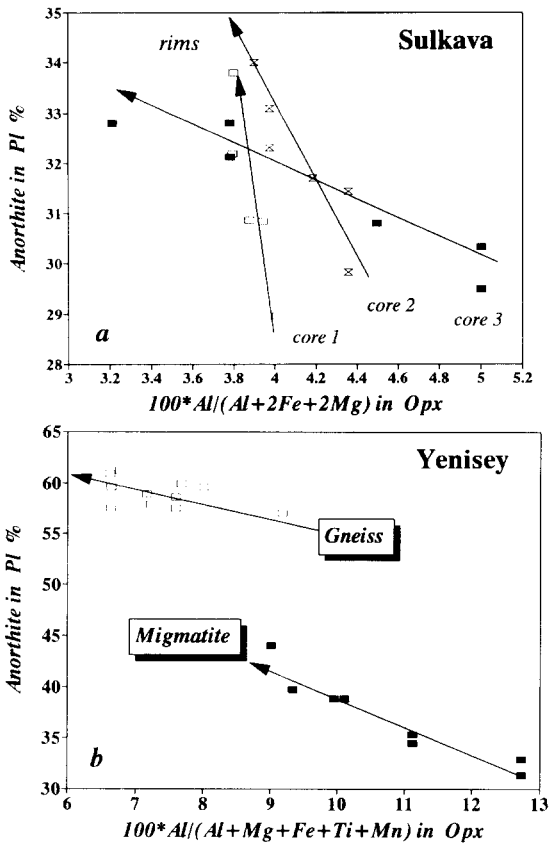 Sulkava
rims
35
34
33
32
31
30
29
28
Anorthite in Pl %
a
core 1
core 2
core 3
3 3.2 3.4 3.6 3.8 4 4.2 4.4 4.6 4.8 5 5.2
100*Al/(Al+2Fe+2Mg) in Opx
Yenisey
65
60
55
50
45
40
35
30
Anorthite in Pl %
Gneiss
Migmatite
b
6 7 8 9 10 11 12 13
100*Al/(Al+Mg+Fe+Ti+Mn) in Opx